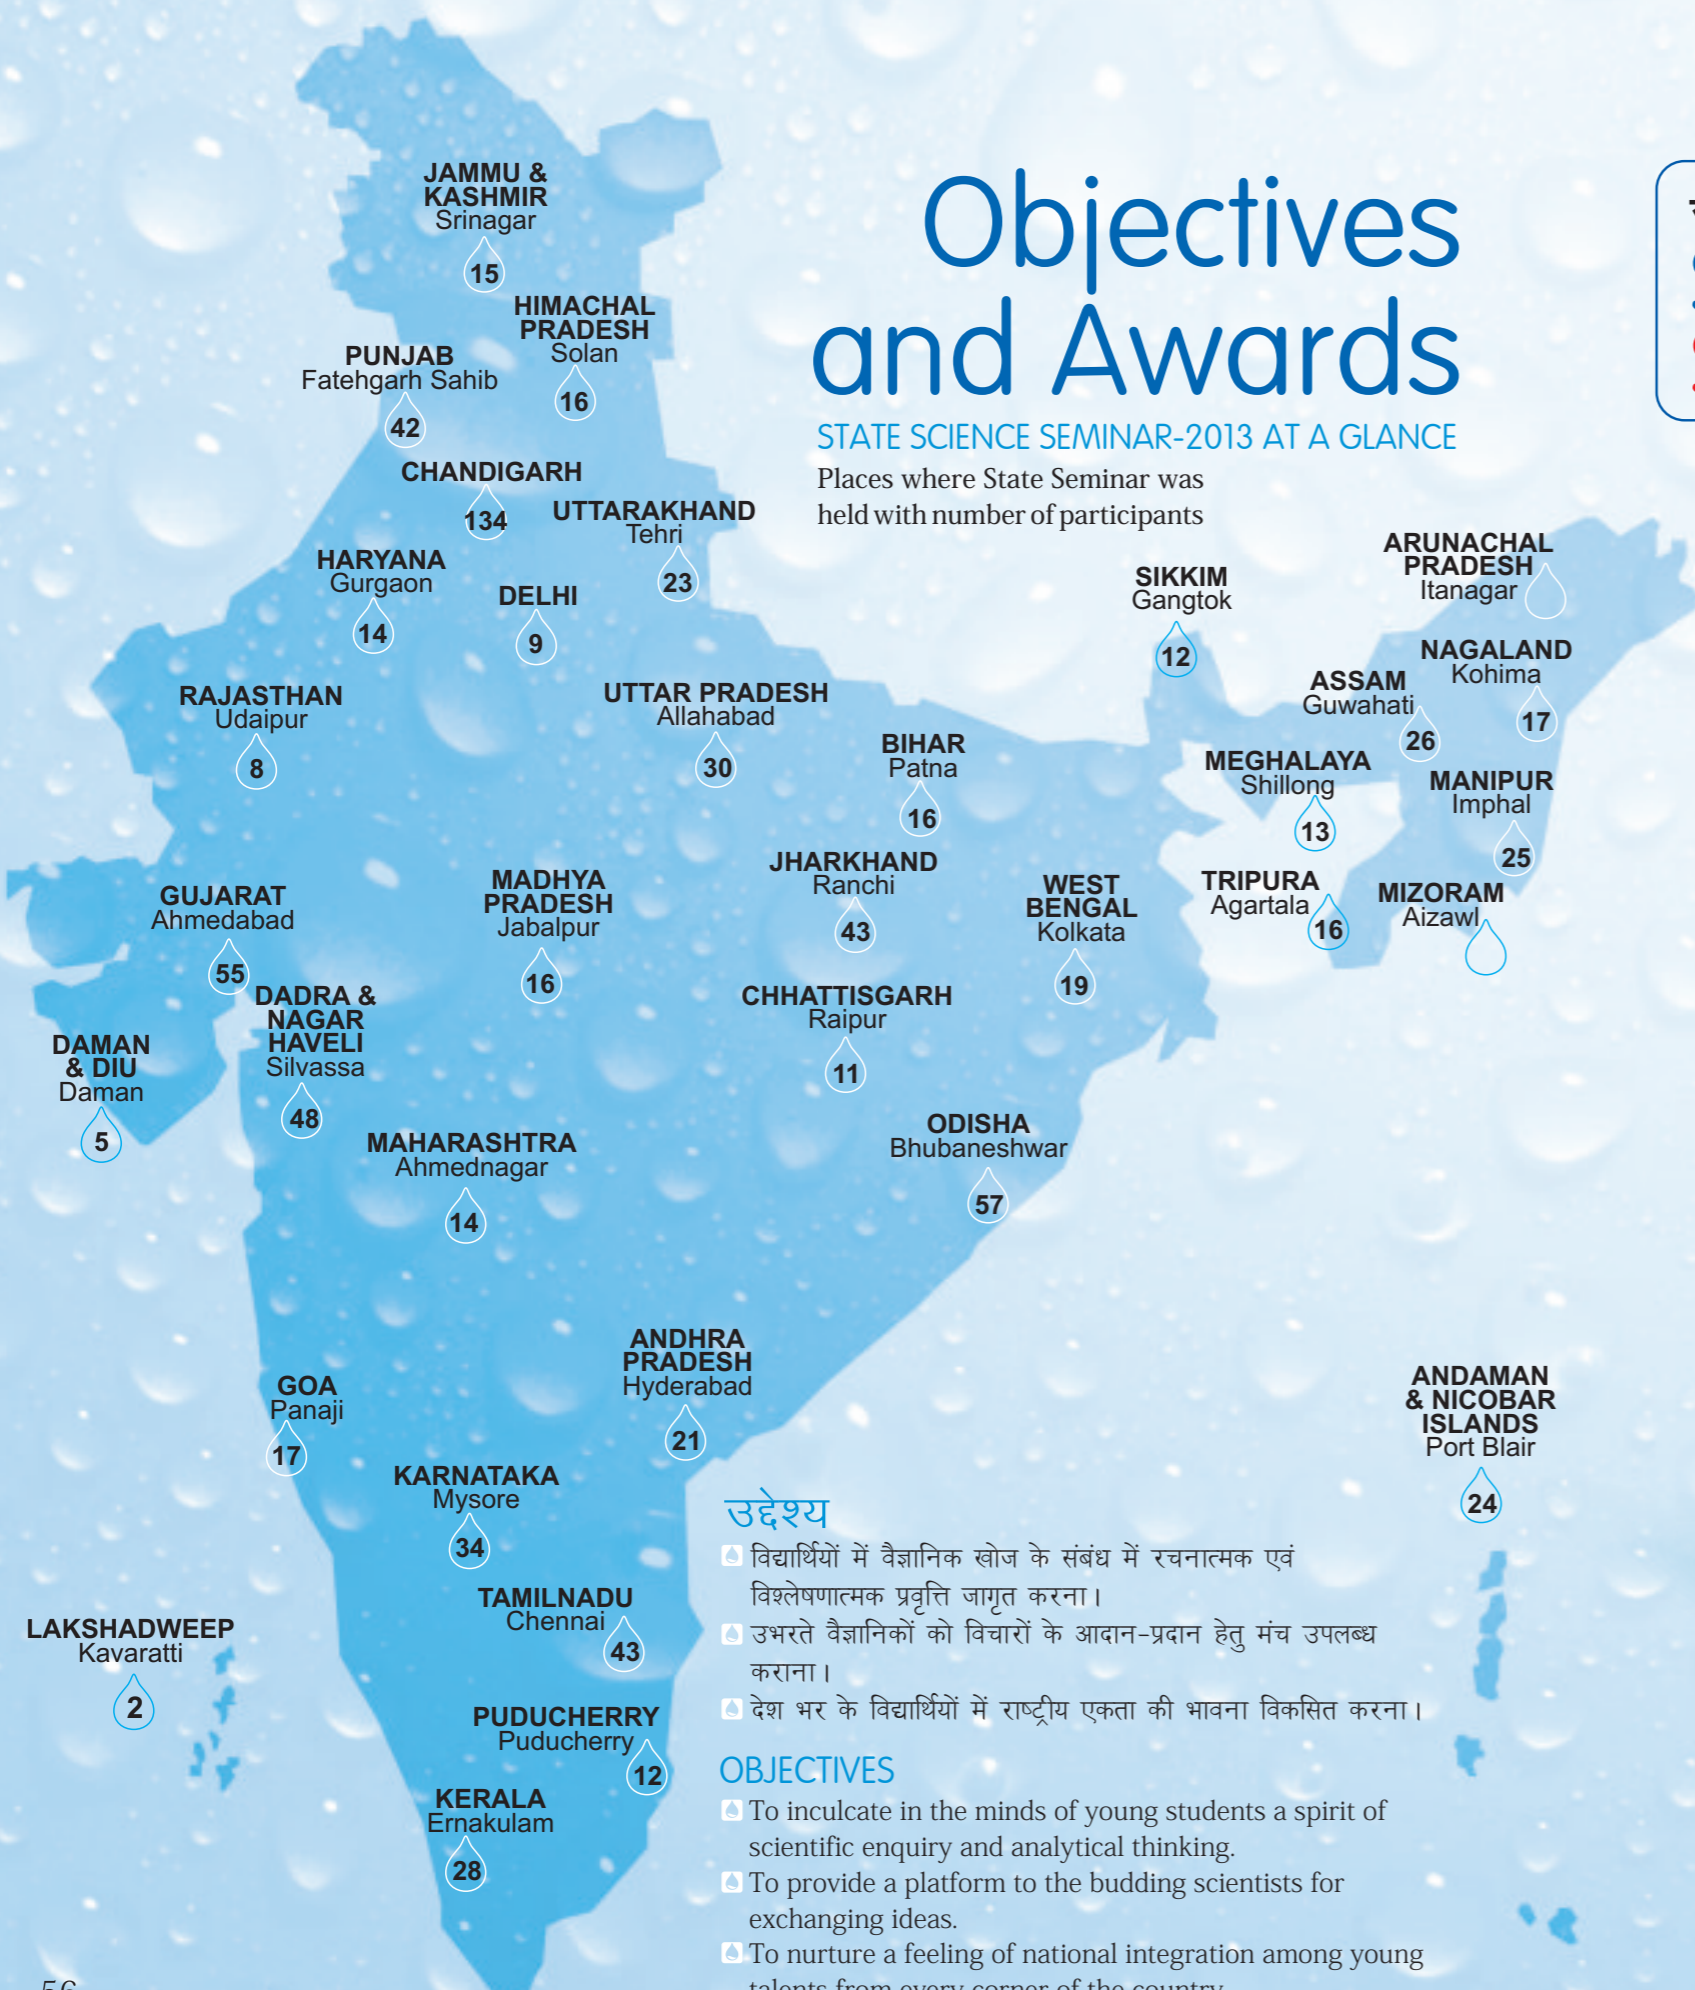 Objectives
and Awards
STATE SCIENCE SEMINAR-2013 AT A GLANCE
Places where State Seminar was
held with number of participants
JAMMU &
KASHMIR
Srinagar
15
HIMACHAL
PRADESH
Solan
16
PUNJAB
Fatehgarh Sahib
42
CHANDIGARH
134
UTTARAKHAND
Tehri
23
HARYANA
Gurgaon
14
DELHI
9
RAJASTHAN
Udaipur
8
UTTAR PRADESH
Allahabad
30
BIHAR
Patna
16
SIKKIM
Gangtok
12
ARUNACHAL
PRADESH
Itanagar
NAGALAND
Kohima
17
ASSAM
Guwahati
26
MEGHALAYA
Shillong
13
MANIPUR
Imphal
25
TRIPURA
Agartala
16
MIZORAM
Aizawl
GUJARAT
Ahmedabad
55
MADHYA
PRADESH
Jabalpur
16
JHARKHAND
Ranchi
43
WEST
BENGAL
Kolkata
19
CHHATTISGARH
Raipur
11
DADRA &
NAGAR
HAVELI
Silvassa
48
DAMAN
& DIU
Daman
5
MAHARASHTRA
Ahmednagar
14
ODISHA
Bhubaneshwar
57
ANDHRA
PRADESH
Hyderabad
21
GOA
Panaji
17
KARNATAKA
Mysore
34
TAMILNADU
Chennai
43
LAKSHADWEEP
Kavaratti
2
PUDUCHERRY
Puducherry
12
KERALA
Ernakulam
28
ANDAMAN
& NICOBAR
ISLANDS
Port Blair
24
उद्देश्य
विद्यार्थियों में वैज्ञानिक खोज के संबंध में रचनात्मक एवं
विश्लेषणात्मक प्रवृत्ति जागृत करना।
उभरते वैज्ञानिकों को विचारों के आदान-प्रदान हेतु मंच उपलब्ध
कराना।
देश भर के विद्यार्थियों में राष्ट्रीय एकता की भावना विकसित करना।
OBJECTIVES
To inculcate in the minds of young students a spirit of
scientific enquiry and analytical thinking.
To provide a platform to the budding scientists for
exchanging ideas.
To nurture a feeling of national integration among young
talents from every corner of the country
56